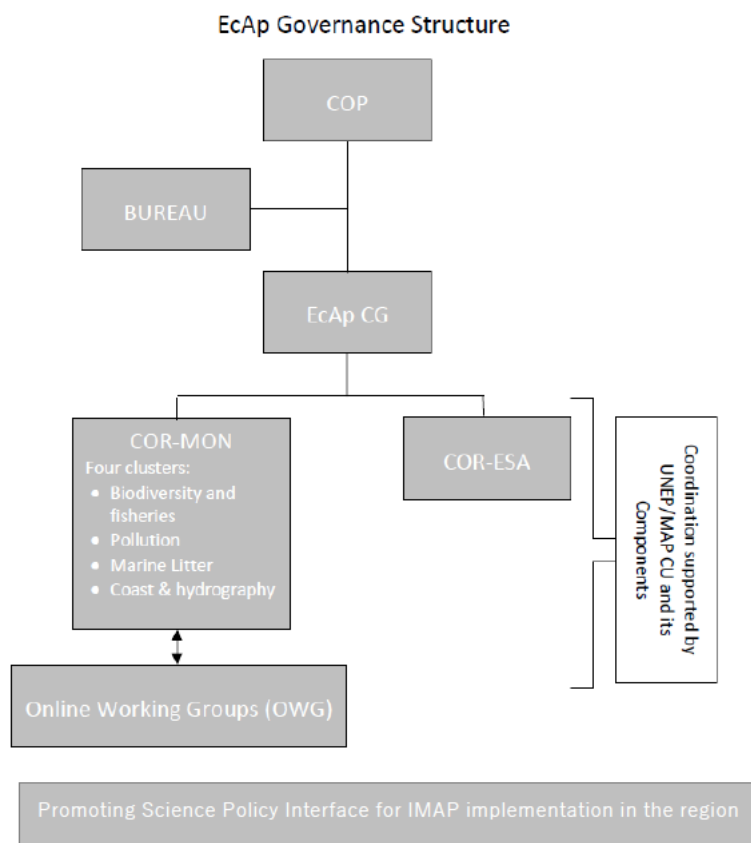 EcAp Governance Structure
COP
BUREAU
EcAp CG
COR-MON
Four clusters:
• Biodiversity and
fisheries
• Pollution
• Marine Litter
• Coast & hydrography
COR-ESA
Coordination supported by
UNEP/MAP CU and its
Components
Online Working Groups (OWG)
Promoting Science Policy Interface for IMAP implementation in the region